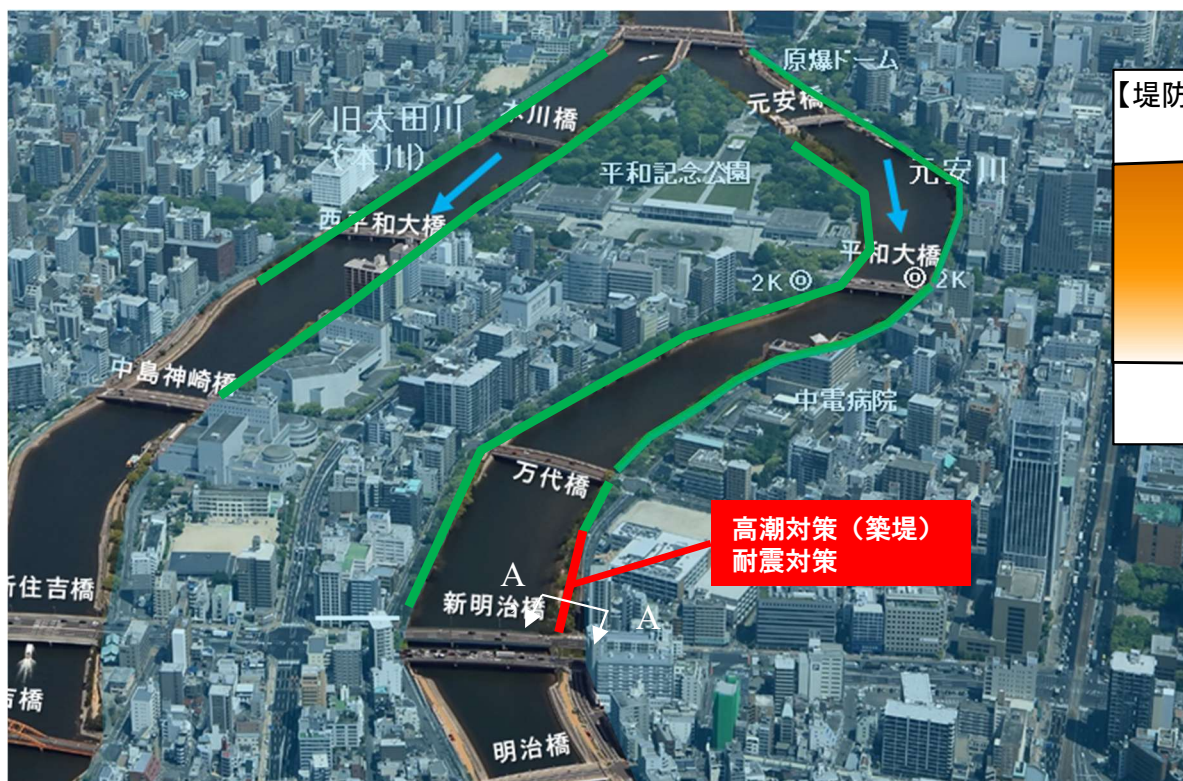 【堤防
原爆ドーム
元安橋
本川橋
旧太田川
（本川）
平和記念公園
元安川
西平和大橋
平和大橋
2K
2K
中島神崎橋
中電病院
万代橋
高潮対策（築堤）
耐震対策
A
A
新明治橋
新住吉橋
吉橋
明治橋